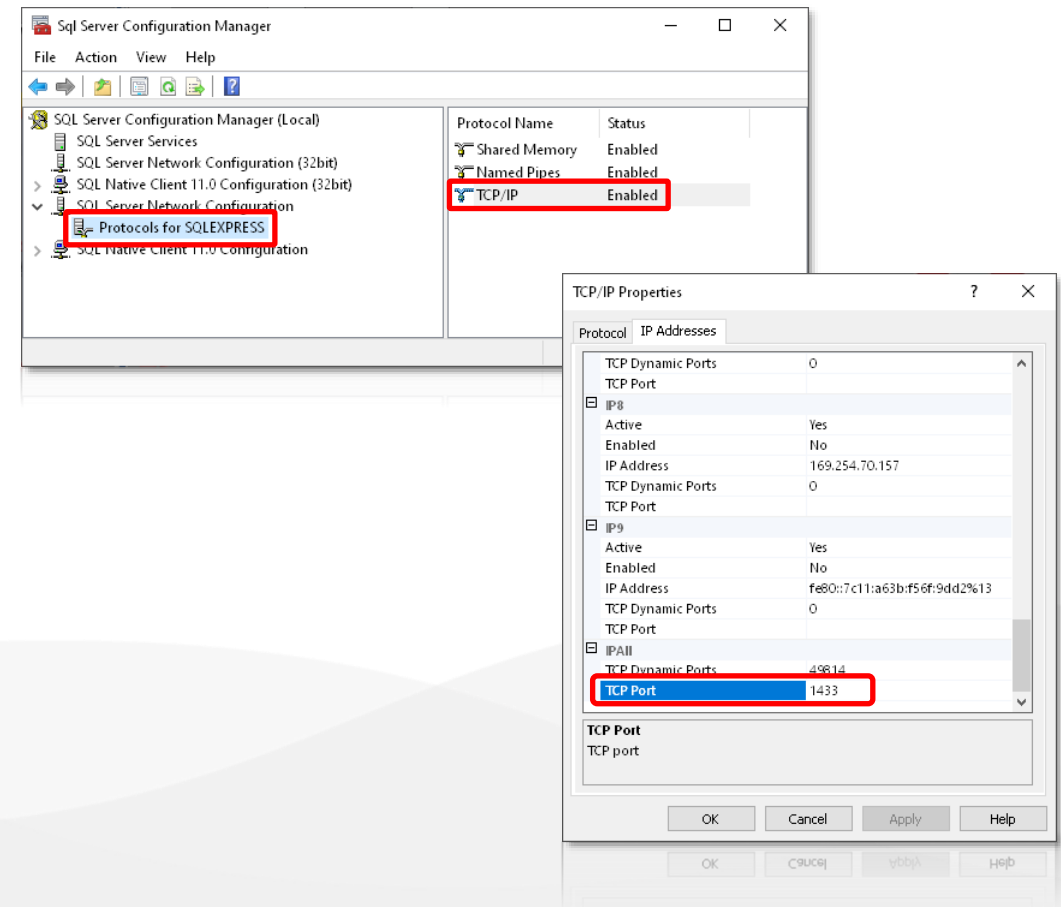 Sql Server Configuration Manager
File Action View Help
SQL Server Configuration Manager (Local)
SQL Server Services
SQL Server Network Configuration (32bit)
SQL Native Client 11.0 Configuration (32bit)
SQL Server Network Configuration
Protocols for SQLEXPRESS
SQL Native Client 11.0 Configuration
Protocol Name Status
Shared Memory Enabled
Named Pipes Enabled
TCP/IP Enabled
TCP/IP Properties ? 
Protocol IP Addresses
TCP Dynamic Ports 0
TCP Port
IP8
Active Yes
Enabled No
IP Address 169.254.70.157
TCP Dynamic Ports 0
TCP Port
IP9
Active Yes
Enabled No
IP Address fe80::7c11:a63b:f56f:9dd2%13
TCP Dynamic Ports 0
TCP Port
IPAll
TCP Dynamic Ports 49814
TCP Port 1433
TCP Port
TCP port
OK Cancel Apply Help